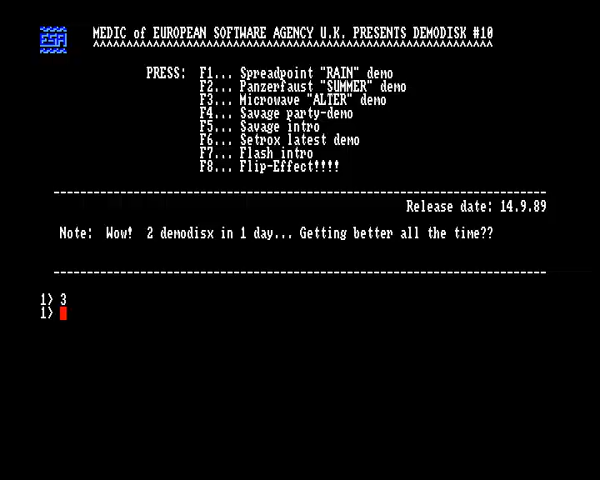 ESA
MEDIC of EUROPEAN SOFTWARE AGENCY U.K. PRESENTS DEMODISK #10
^^^^^^^^^^^^^^^^^^^^^^^^^^^^^^^^^^^^^^^^^^^^^^^^^^^^^^^^^^^^
PRESS: F1... Spreadpoint "RAIN" demo
F2... Panzerfaust "SUMMER" demo
F3... Microwave "ALTER" demo
F4... Savage party-demo
F5... Savage intro
F6... Setrox latest demo
F7... Flash intro
F8... Flip-Effect!!!!
--------------------------------------------------------------------------
Release date: 14.9.89
Note: Wow! 2 demodisx in 1 day... Getting better all the time??
--------------------------------------------------------------------------
1> 3
1>